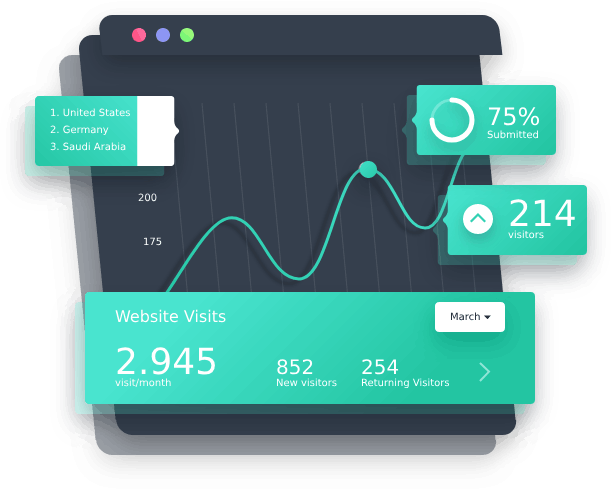 1. United States
2. Germany
3. Saudi Arabia
75%
Submitted
200
214
visitors
175
Website Visits
March
2.945
visit/month
852
New visitors
254
Returning Visitors